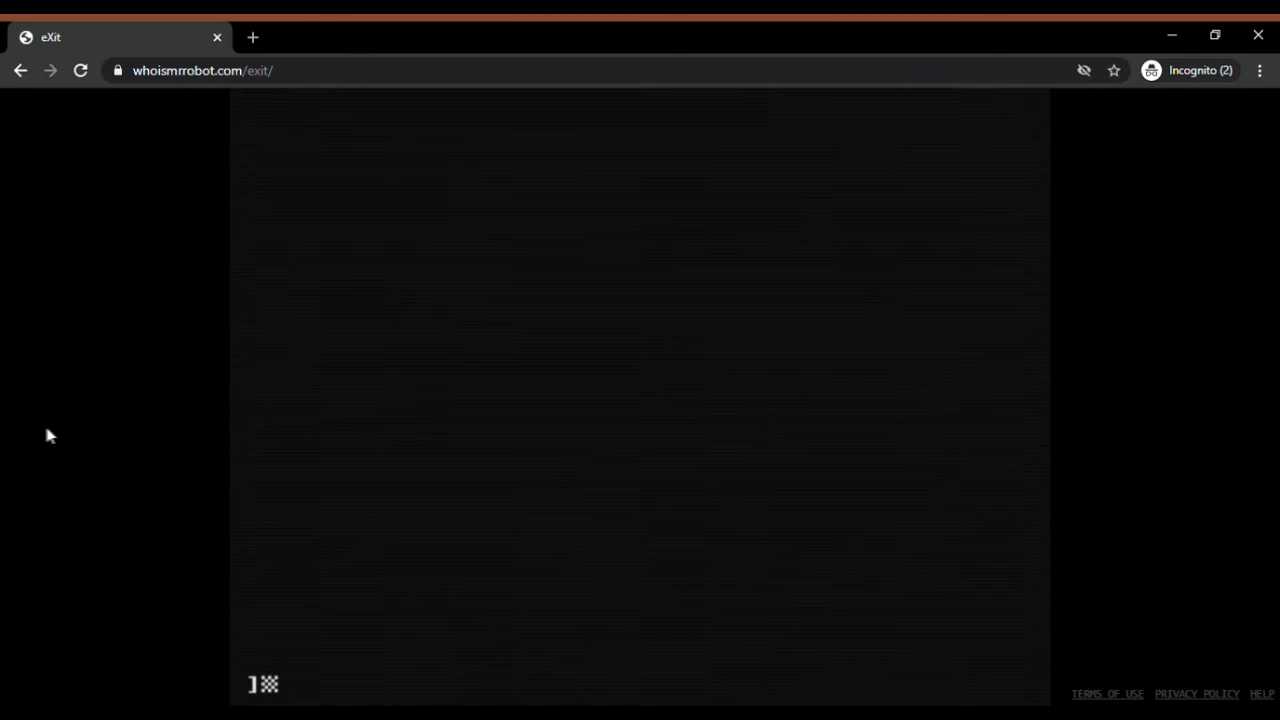 eXit
whoismrrobot.com/exit/
Incognito (2)
]
TERMS OF USE PRIVACY POLICY HELP